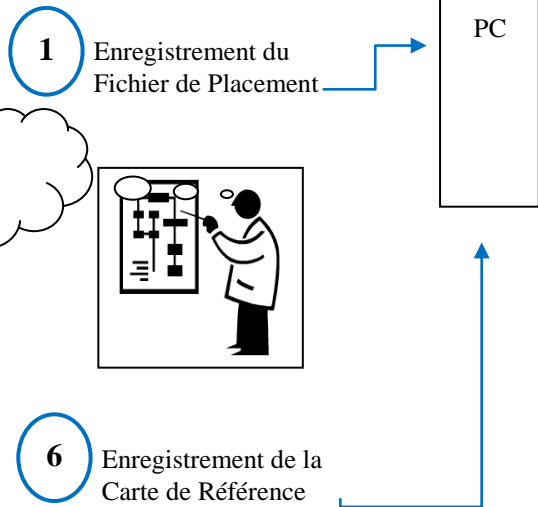 1
Enregistrement du
Fichier de Placement
PC
6
Enregistrement de la
Carte de Référence